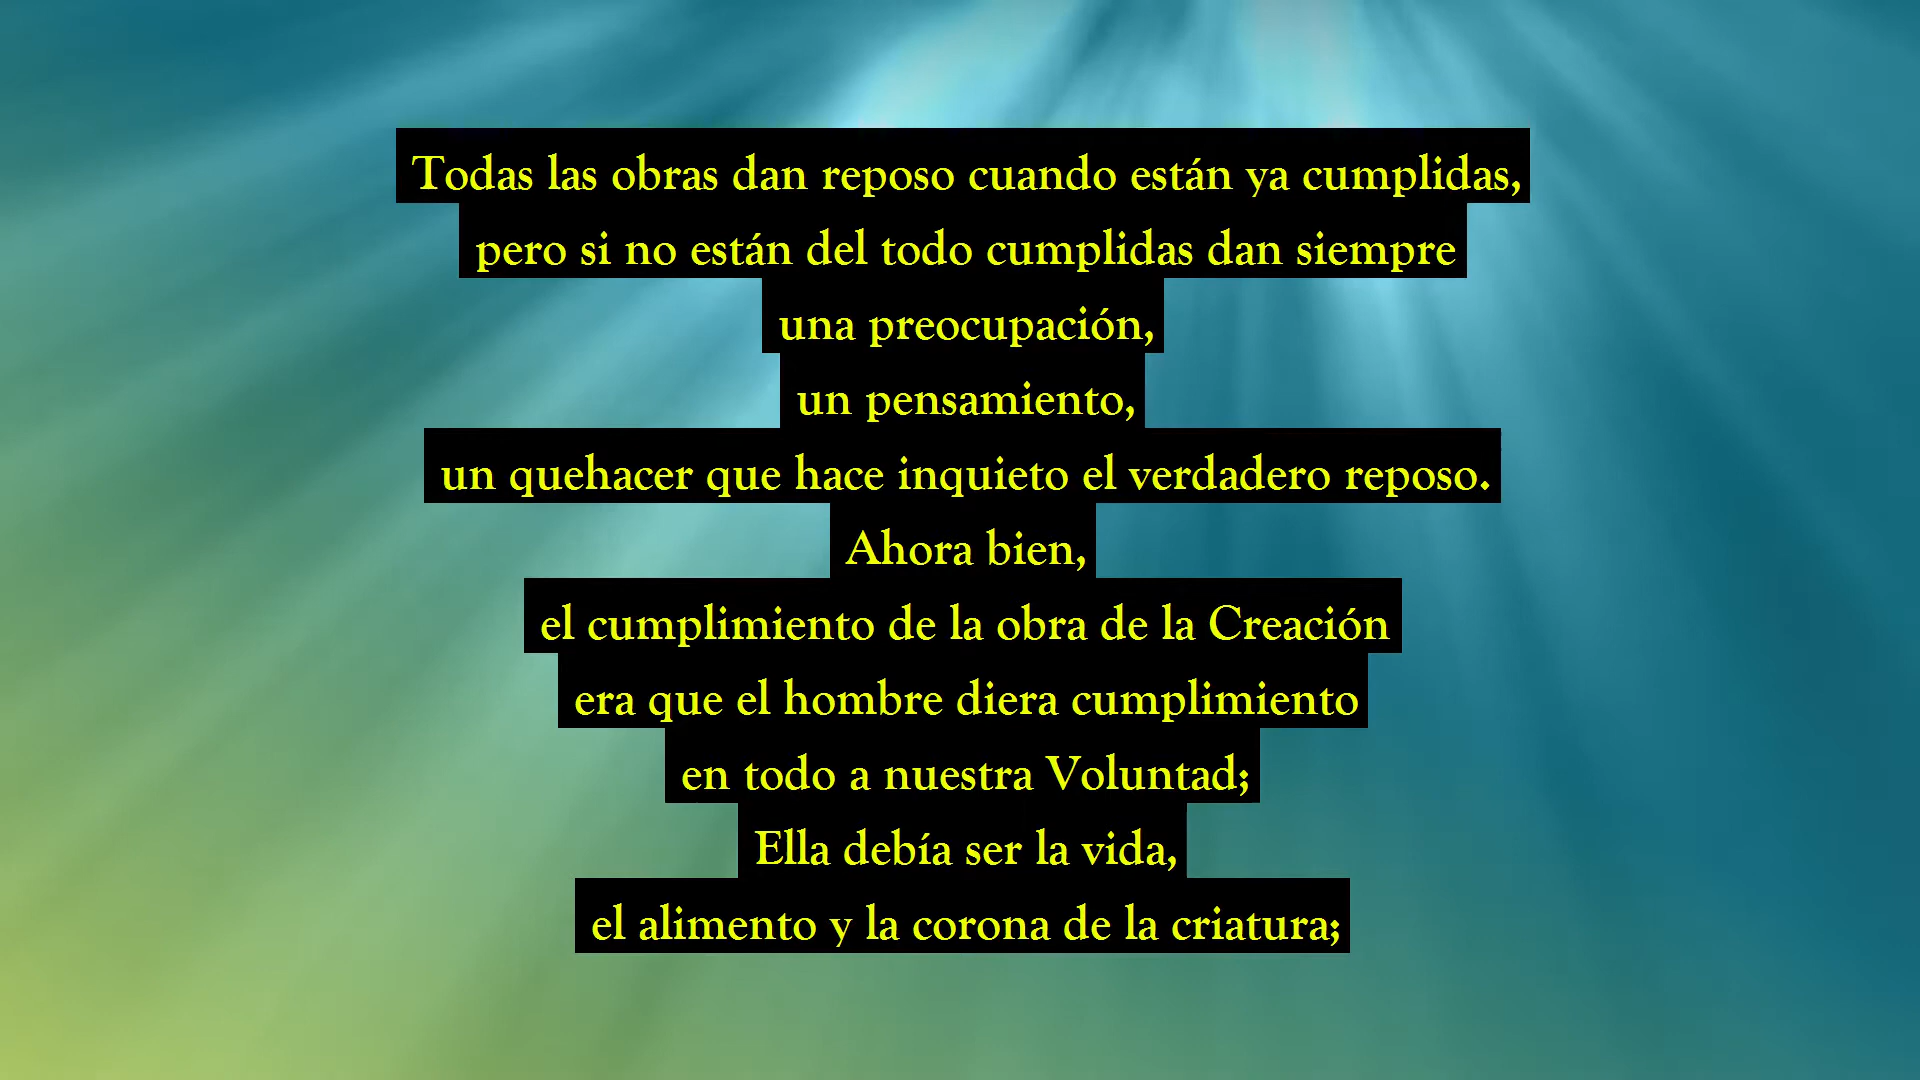 Todas las obras dan reposo cuando están ya cumplidas,
pero si no están del todo cumplidas dan siempre
una preocupación,
un pensamiento,
un quehacer que hace inquieto el verdadero reposo.
Ahora bien,
el cumplimiento de la obra de la Creación
era que el hombre diera cumplimiento
en todo a nuestra Voluntad;
Ella debía ser la vida,
el alimento y la corona de la criatura;